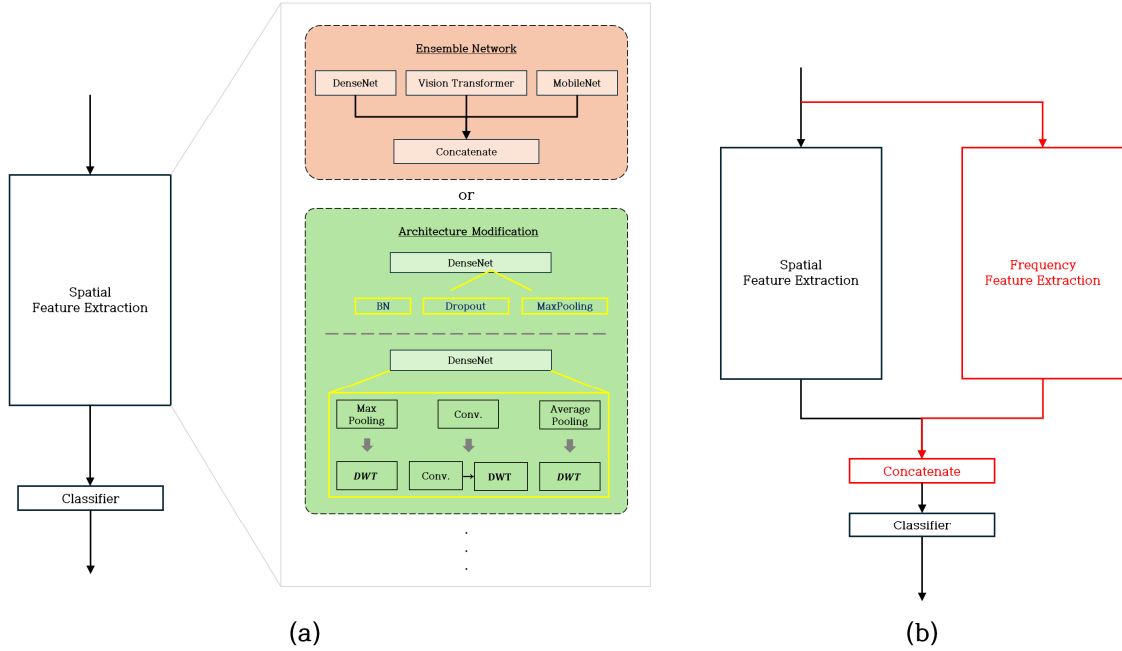 Ensemble Network
DenseNet
Vision Transformer
MobileNet
Concatenate
or
Architecture Modification
DenseNet
BN
Dropout
MaxPooling
DenseNet
Max
Pooling
Conv.
Average
Pooling
DWT
Conv.
DWT
DWT
.
.
.
Spatial
Feature Extraction
Classifier
(a)
Spatial
Feature Extraction
Frequency
Feature Extraction
Concatenate
Classifier
(b)